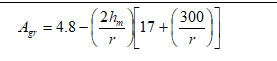 A_gr = 4.8 − (2h_m / r) [17 + (300 / r)]